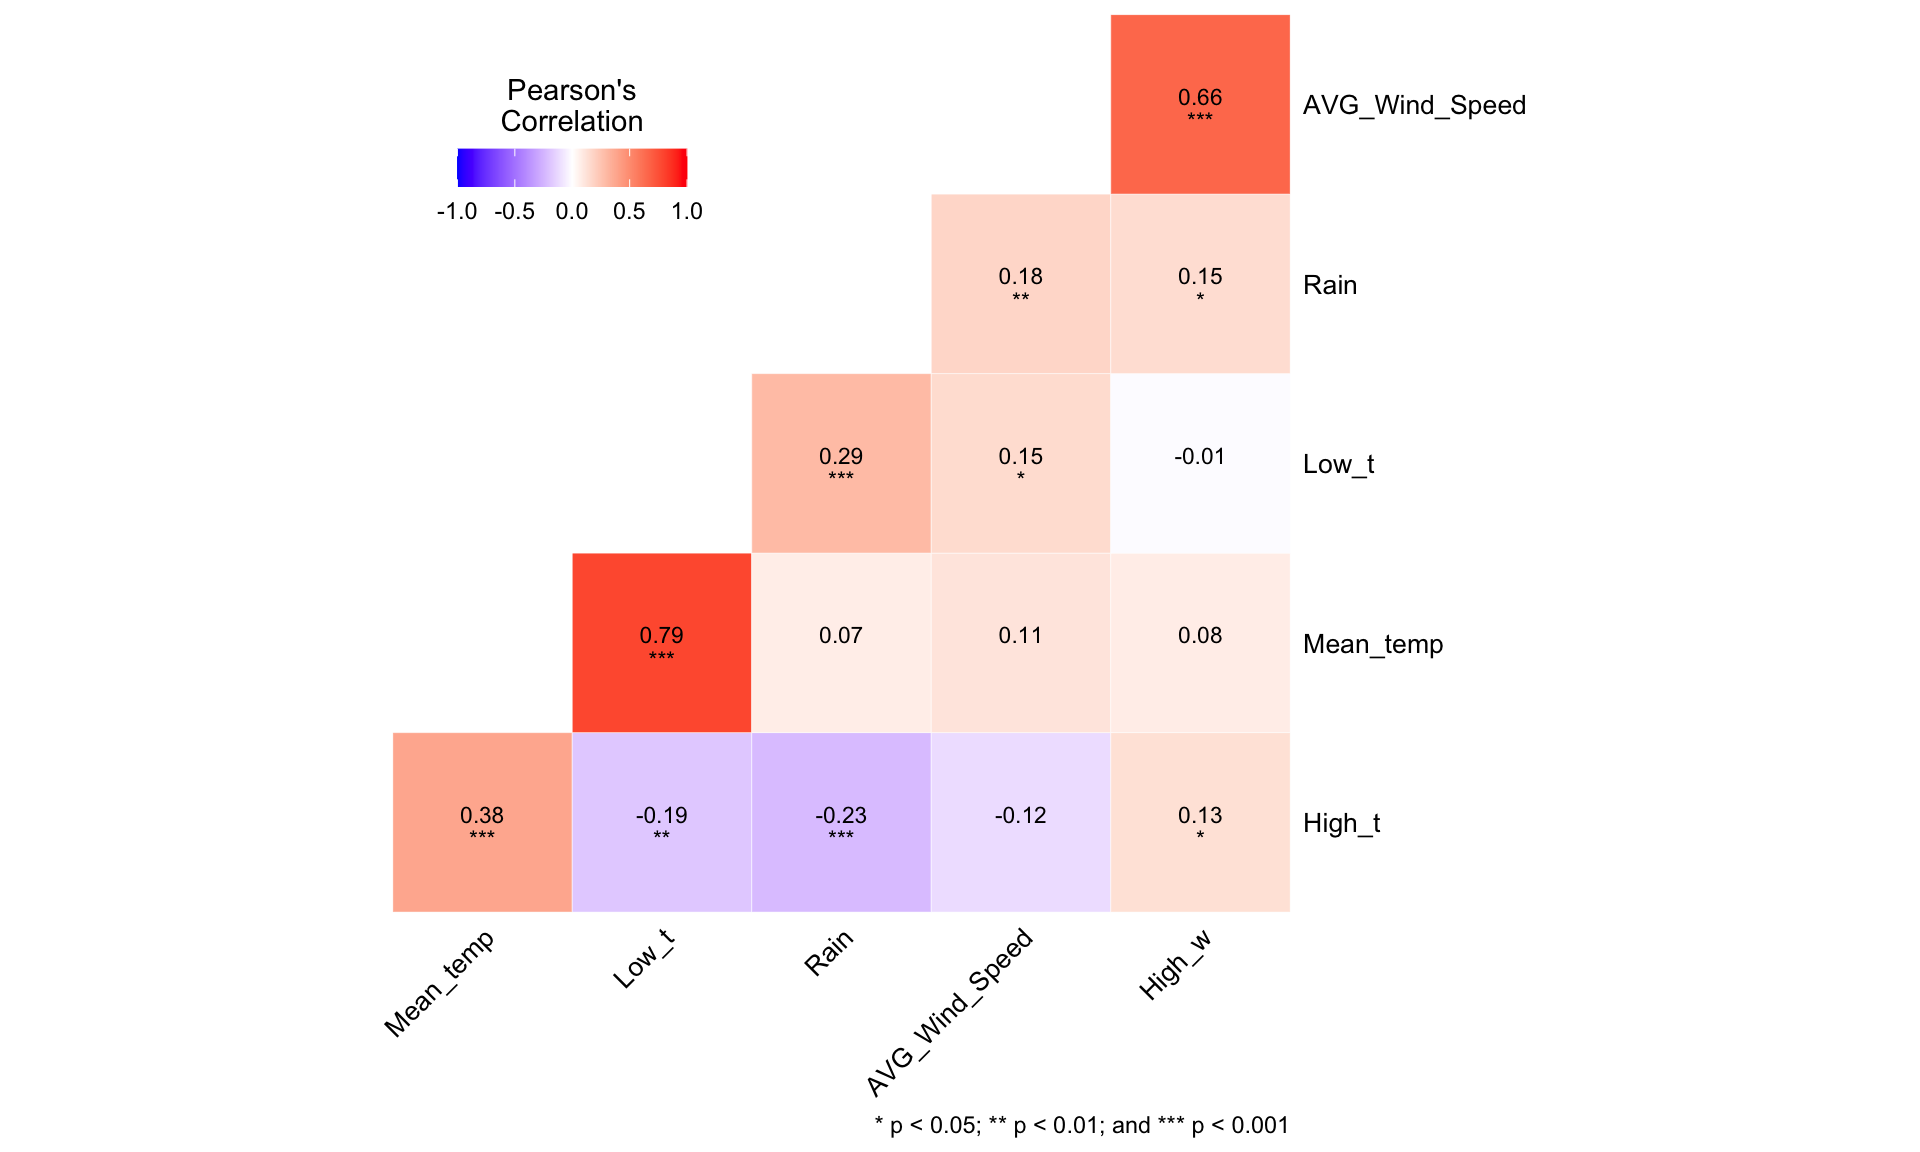 Pearson's
Correlation
-1.0 -0.5 0.0 0.5 1.0
0.66
***
AVG_Wind_Speed
0.18 0.15
** *
Rain
0.29 0.15 -0.01
*** *
Low_t
0.79 0.07 0.11 0.08
***
Mean_temp
0.38 -0.19 -0.23 -0.12 0.13
*** ** *** *
High_t
Mean_temp
Low_t
Rain
AVG_Wind_Speed
High_w
* p < 0.05; ** p < 0.01; and *** p < 0.001